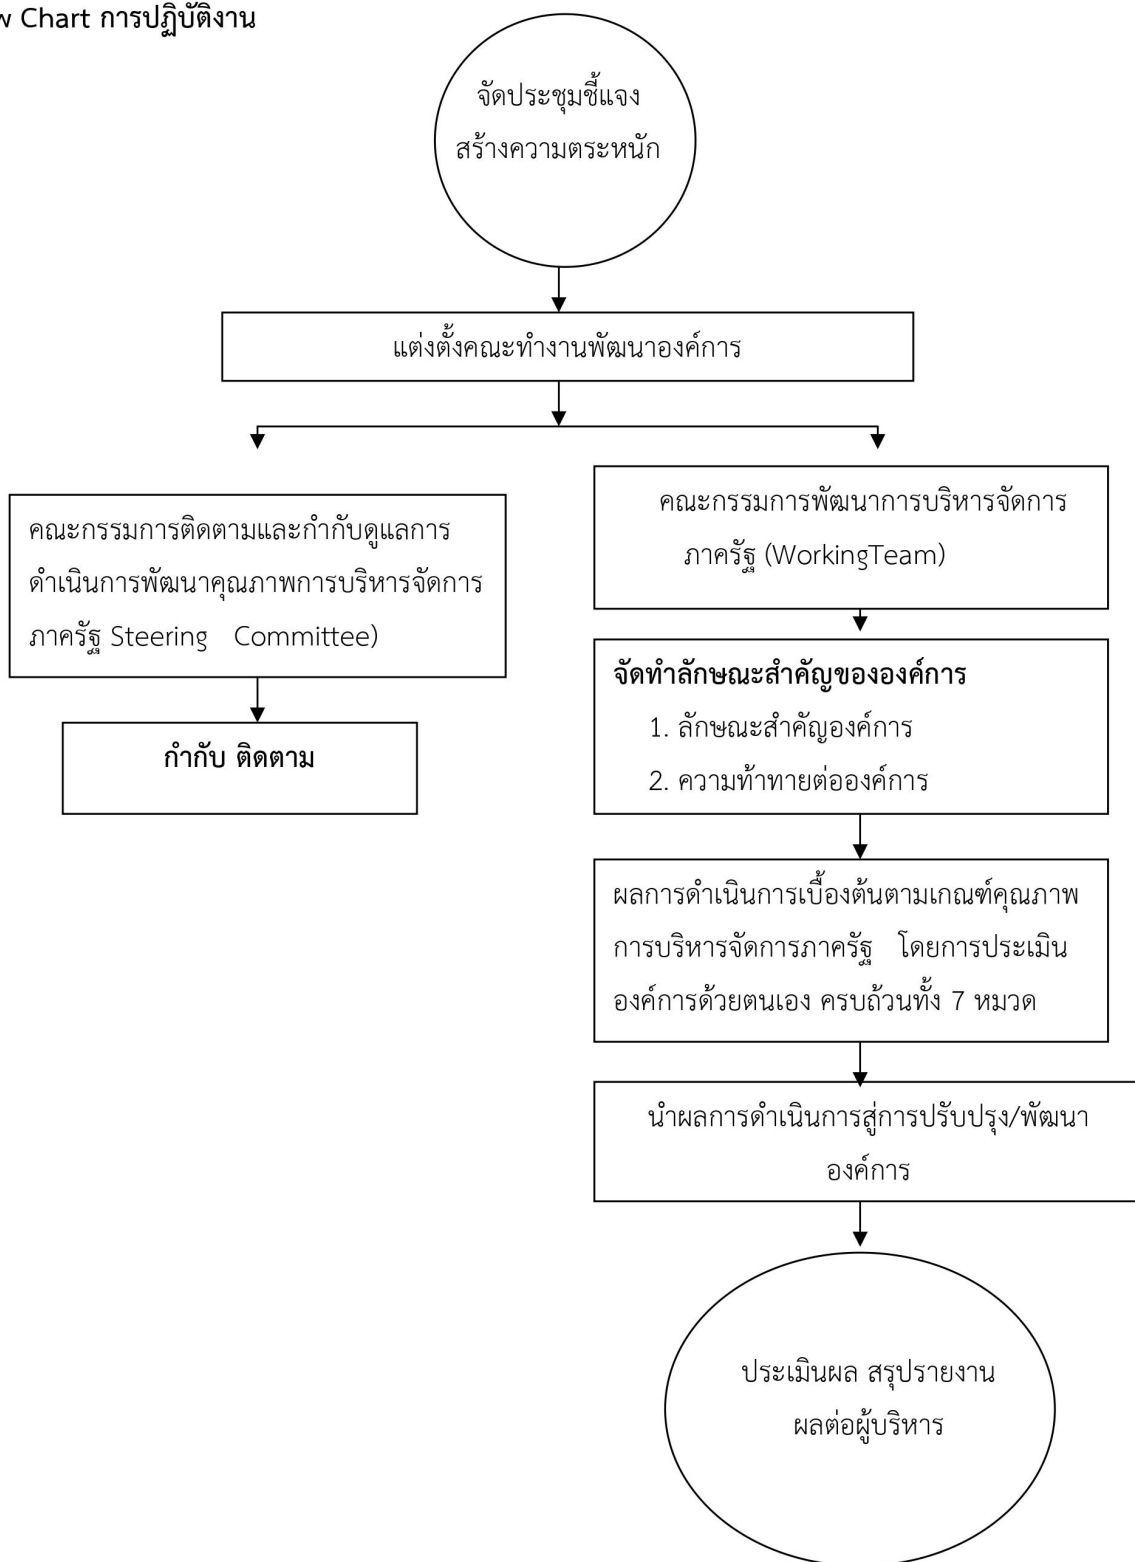 w Chart การปฏิบัติงาน
จัดประชุมชี้แจง
สร้างความตระหนัก
แต่งตั้งคณะทำงานพัฒนาองค์การ
คณะกรรมการติดตามและกำกับดูแลการ
ดำเนินการพัฒนาคุณภาพการบริหารจัดการ
ภาครัฐ Steering Committee)
กำกับ ติดตาม
คณะกรรมการพัฒนาการบริหารจัดการ
ภาครัฐ (WorkingTeam)
จัดทำลักษณะสำคัญขององค์การ
1. ลักษณะสำคัญองค์การ
2. ความท้าทายต่อองค์การ
ผลการดำเนินการเบื้องต้นตามเกณฑ์คุณภาพ
การบริหารจัดการภาครัฐ โดยการประเมิน
องค์การด้วยตนเอง ครบถ้วนทั้ง 7 หมวด
นำผลการดำเนินการสู่การปรับปรุง/พัฒนา
องค์การ
ประเมินผล สรุปรายงาน
ผลต่อผู้บริหาร